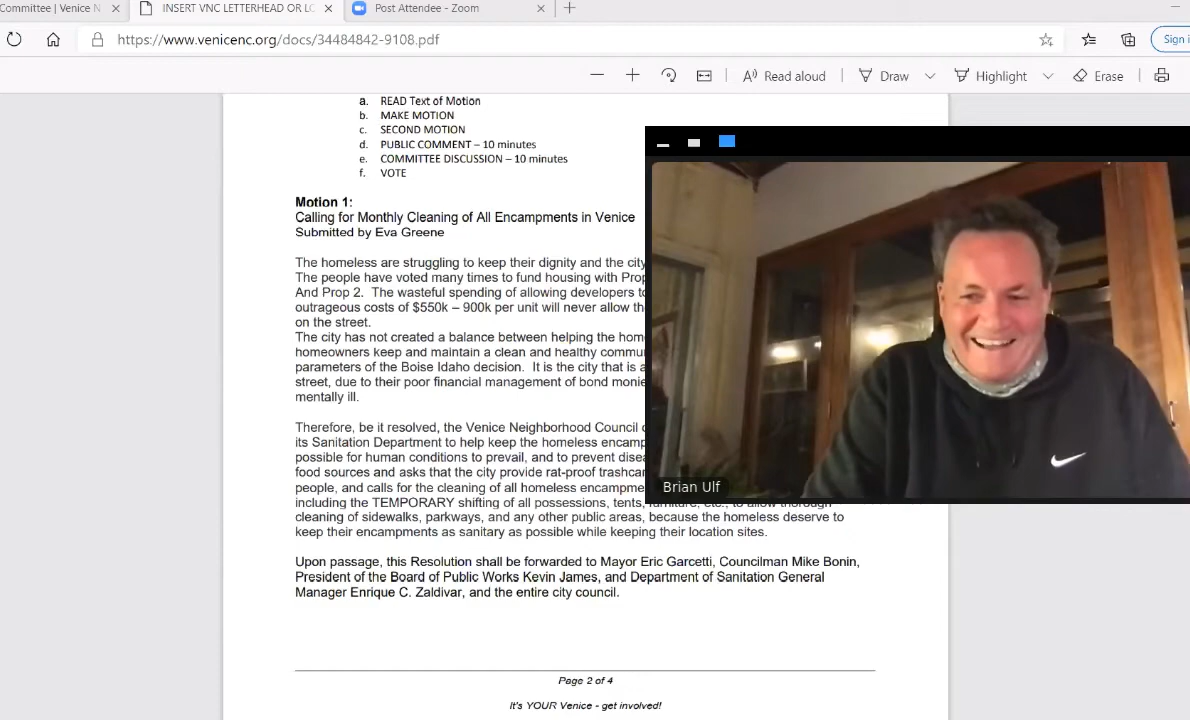 Committee | Venice N
INSERT VNC LETTERHEAD OR LC
Post Attendee - Zoom
https://www.venicenc.org/docs/34484842-9108.pdf
Sign i
Read aloud
Draw
Highlight
Erase
a. READ Text of Motion
b. MAKE MOTION
c. SECOND MOTION
d. PUBLIC COMMENT – 10 minutes
e. COMMITTEE DISCUSSION – 10 minutes
f. VOTE
Motion 1:
Calling for Monthly Cleaning of All Encampments in Venice
Submitted by Eva Greene
The homeless are struggling to keep their dignity and the city
The people have voted many times to fund housing with Prop
And Prop 2. The wasteful spending of allowing developers to
outrageous costs of $550k – 900k per unit will never allow th
on the street.
The city has not created a balance between helping the hom
homeowners keep and maintain a clean and healthy commu
parameters of the Boise Idaho decision. It is the city that is a
street, due to their poor financial management of bond monie
mentally ill.
Therefore, be it resolved, the Venice Neighborhood Council c
its Sanitation Department to help keep the homeless encamp
possible for human conditions to prevail, and to prevent disea
food sources and asks that the city provide rat-proof trashcan
people, and calls for the cleaning of all homeless encampme
including the TEMPORARY shifting of all possessions, tents, furniture, etc., to allow thorough
cleaning of sidewalks, parkways, and any other public areas, because the homeless deserve to
keep their encampments as sanitary as possible while keeping their location sites.
Upon passage, this Resolution shall be forwarded to Mayor Eric Garcetti, Councilman Mike Bonin,
President of the Board of Public Works Kevin James, and Department of Sanitation General
Manager Enrique C. Zaldivar, and the entire city council.
Page 2 of 4
It's YOUR Venice - get involved!
Brian Ulf